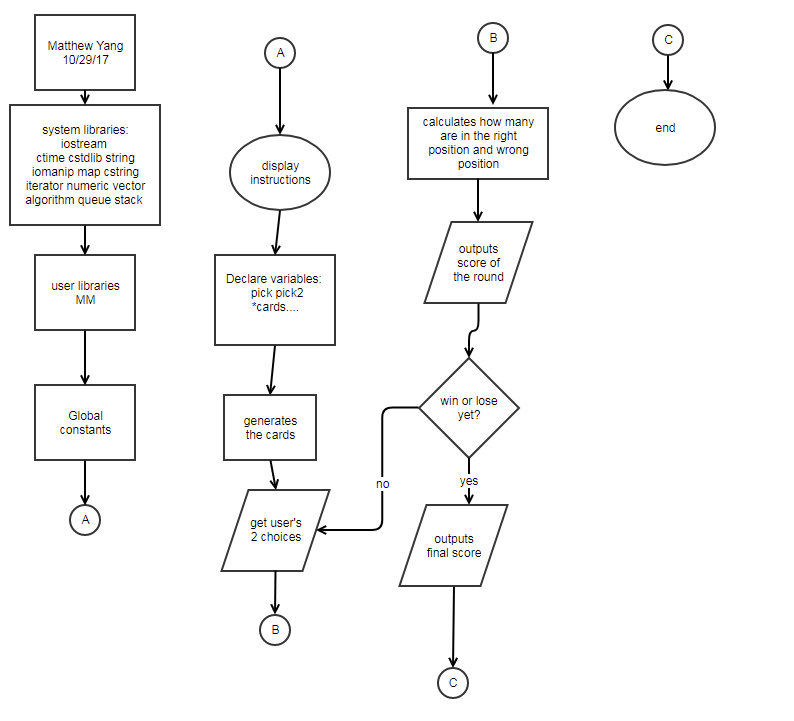 Matthew Yang
10/29/17
system libraries:
iostream
ctime cstdlib string
iomanip map cstring
iterator numeric vector
algorithm queue stack
user libraries
MM
Global
constants
A
A
display
instructions
Declare variables:
pick pick2
*cards....
generates
the cards
get user's
2 choices
B
B
calculates how many
are in the right
position and wrong
position
outputs
score of
the round
win or lose
yet?
no
yes
outputs
final score
C
C
end